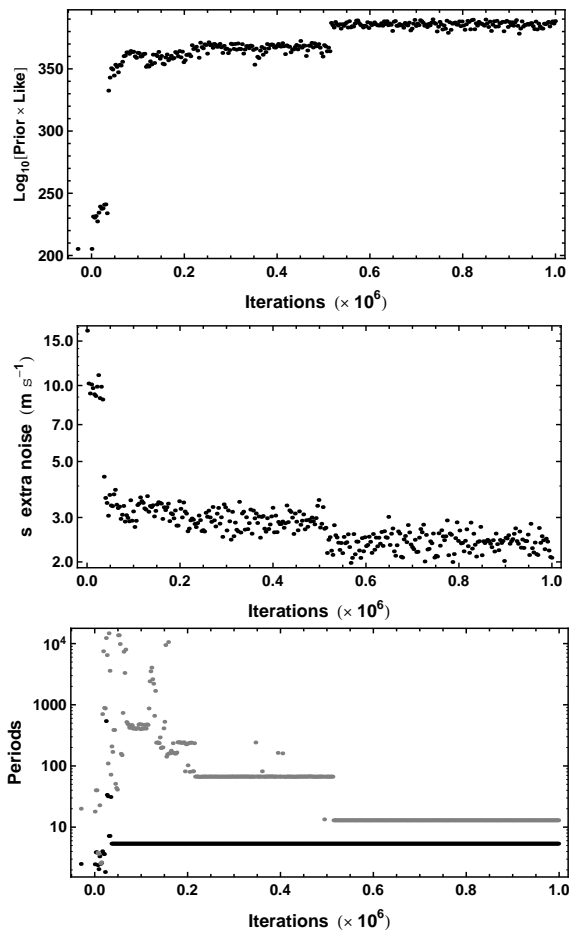 Log10[Prior × Like]
350
300
250
200
0.0 0.2 0.4 0.6 0.8 1.0
Iterations (× 10^6)
s extra noise (m s^−1)
15.0
10.0
7.0
5.0
3.0
2.0
0.0 0.2 0.4 0.6 0.8 1.0
Iterations (× 10^6)
Periods
10^4
1000
100
10
0.0 0.2 0.4 0.6 0.8 1.0
Iterations (× 10^6)